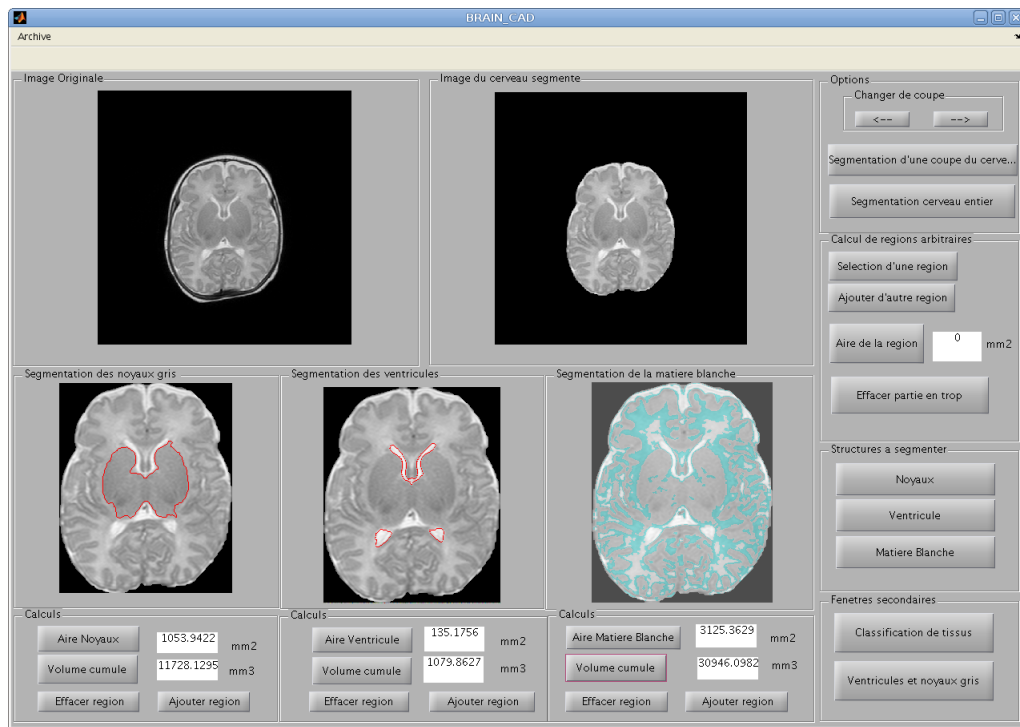 BRAIN_CAD
Archive
Image Originale
Image du cerveau segmente
Options
Changer de coupe
<--
-->
Segmentation d'une coupe du cerve...
Segmentation cerveau entier
Calcul de regions arbitraires
Selection d'une region
Ajouter d'autre region
Aire de la region
0
mm2
Effacer partie en trop
Segmentation des noyaux gris
Segmentation des ventricules
Segmentation de la matiere blanche
Structures a segmenter
Noyaux
Ventricule
Matiere Blanche
Calculs
Aire Noyaux
1053.9422
mm2
Volume cumule
11728.1295
mm3
Effacer region
Ajouter region
Calculs
Aire Ventricule
135.1756
mm2
Volume cumule
1079.8627
mm3
Effacer region
Ajouter region
Calculs
Aire Matiere Blanche
3125.3629
mm2
Volume cumule
30946.0982
mm3
Effacer region
Ajouter region
Fenetres secondaires
Classification de tissus
Ventricules et noyaux gris